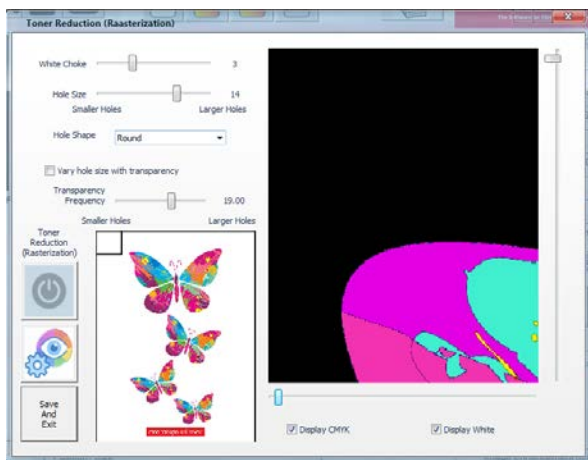 Toner Reduction (Raasterization)
White Choke 3
Hole Size 14
Smaller Holes Larger Holes
Hole Shape Round
Vary hole size with transparency
Transparency
Frequency 19.00
Smaller Holes Larger Holes
Toner
Reduction
(Rasterization)
Save
And
Exit
Display CMYK Display White